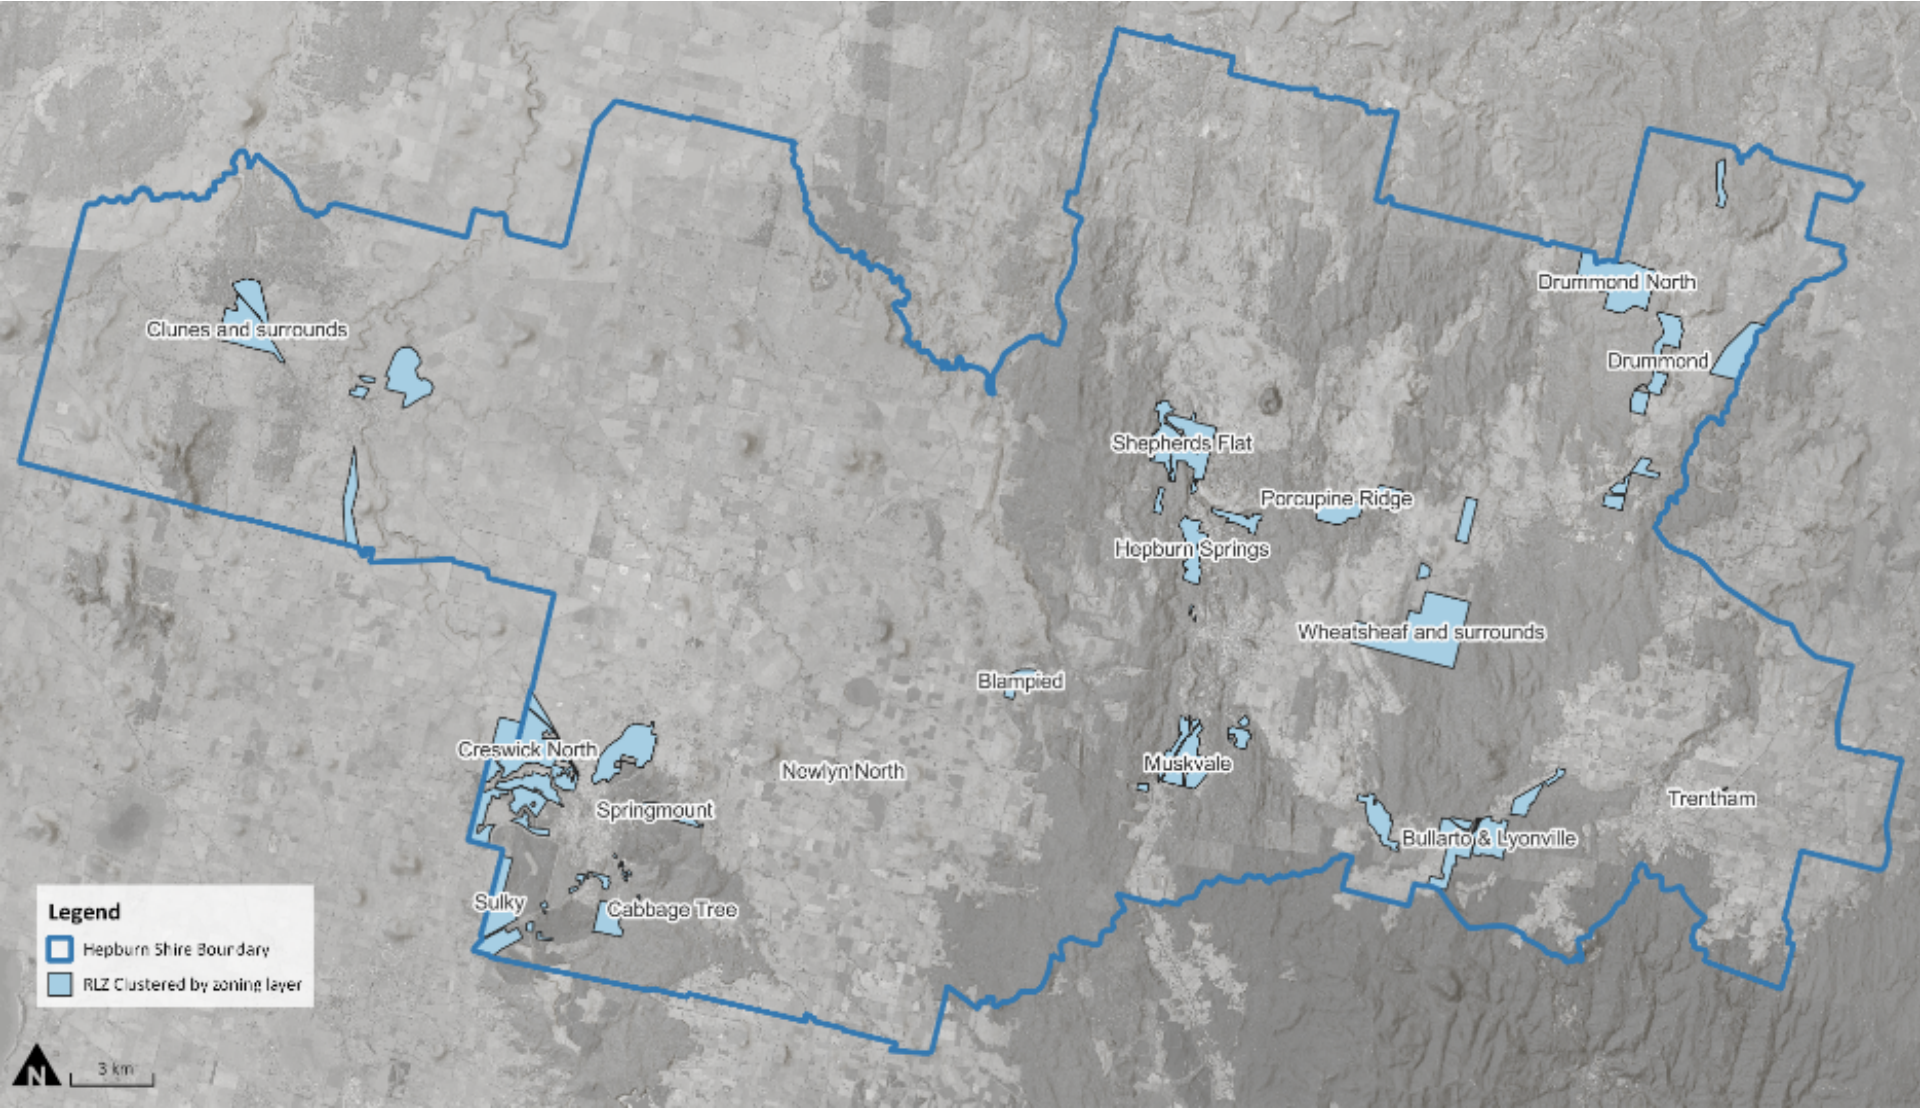 Drummond North
Clunes and surrounds
Drummond
Shepherds Flat
Porcupine Ridge
Hepburn Springs
Wheatsheaf and surrounds
Blampied
Creswick North
Muskvale
Newlyn North
Springmount
Trentham
Bullarto & Lyonville
Sulky
Cabbage Tree
Legend
Hepburn Shire Boundary
RLZ Clustered by zoning layer
N
3 km